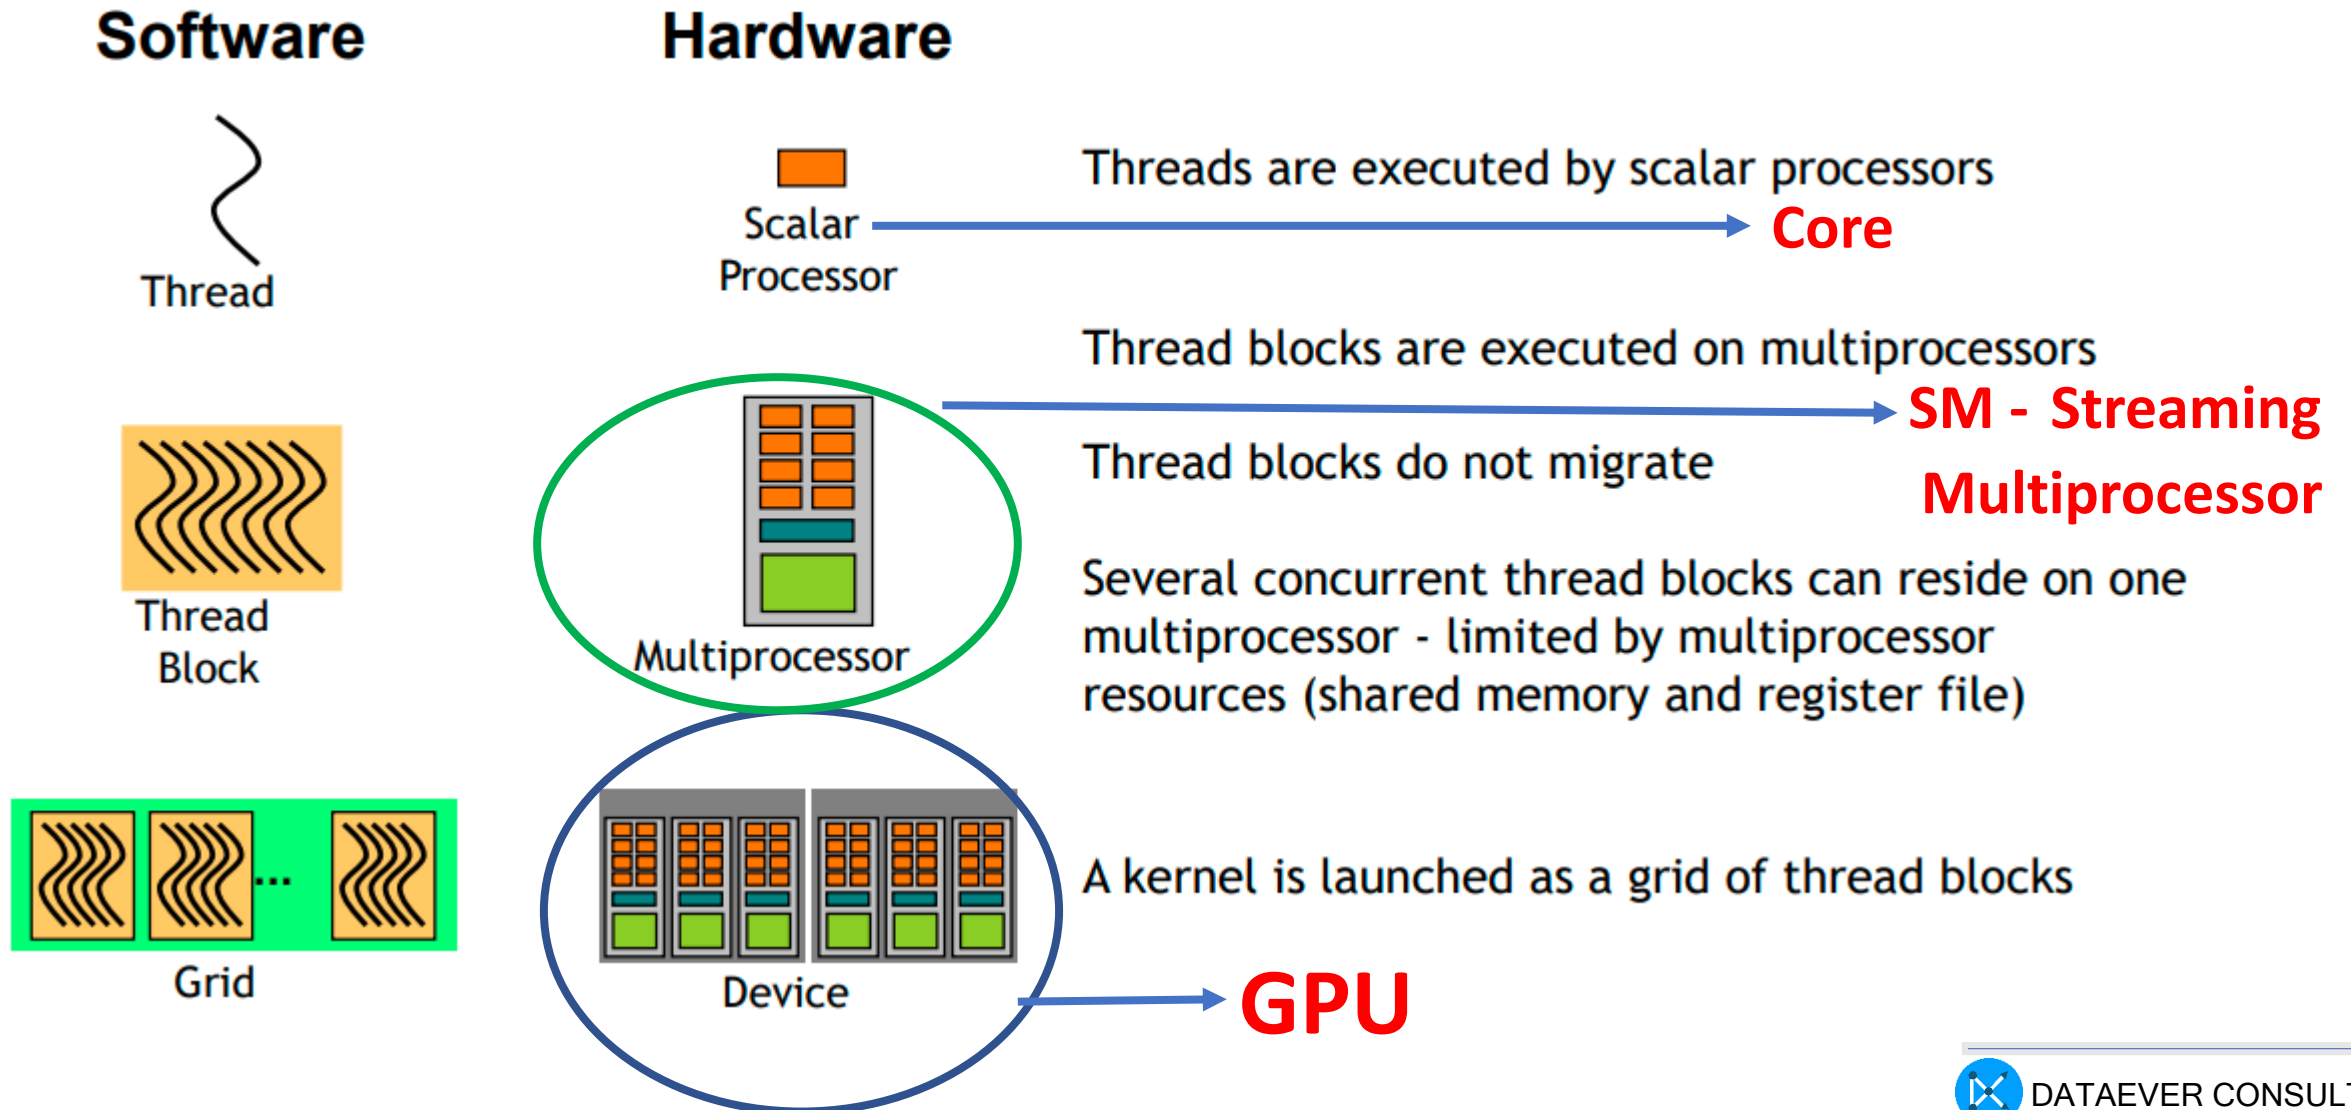 Software
Hardware
Thread
Scalar
Processor
Threads are executed by scalar processors
Core
Thread blocks are executed on multiprocessors
SM - Streaming
Multiprocessor
Thread blocks do not migrate
Thread
Block
Multiprocessor
Several concurrent thread blocks can reside on one
multiprocessor - limited by multiprocessor
resources (shared memory and register file)
...
Grid
Device
A kernel is launched as a grid of thread blocks
GPU
DATAEVER CONSULT